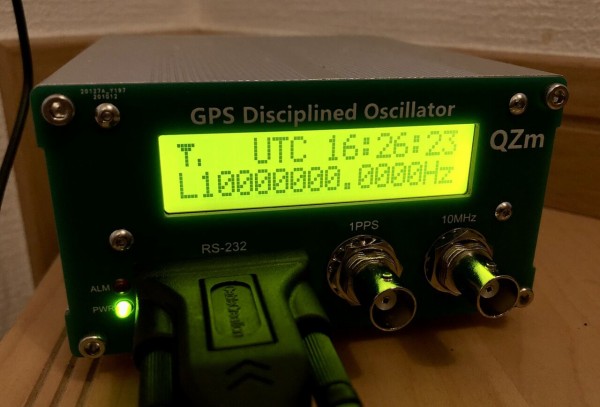 GPS Disciplined Oscillator
QZm
T. UTC 16:26:23
L10000000.0000Hz
RS-232
1PPS
10MHz
ALM
PWR